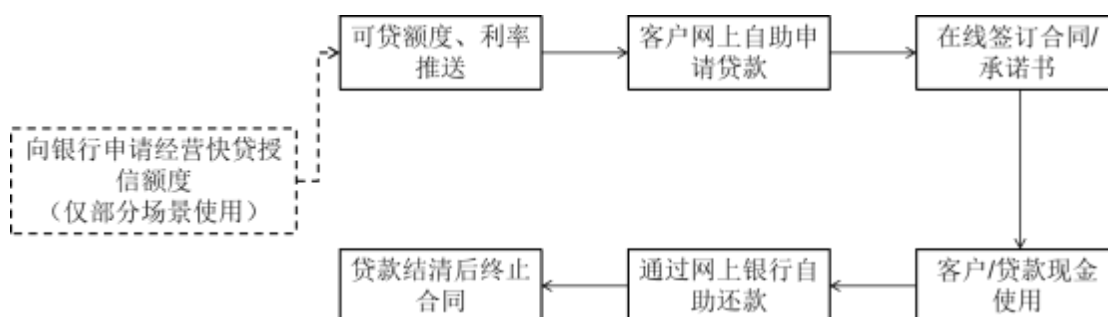 可贷额度、利率
推送
客户网上自助申
请贷款
在线签订合同/
承诺书
向银行申请经营快贷授
信额度
（仅部分场景使用）
贷款结清后终止
合同
通过网上银行自
助还款
客户/贷款现金
使用